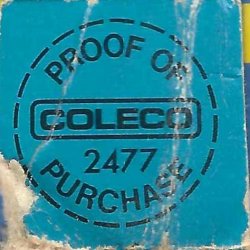 PROOF OF
COLECO
2477
PURCHASE